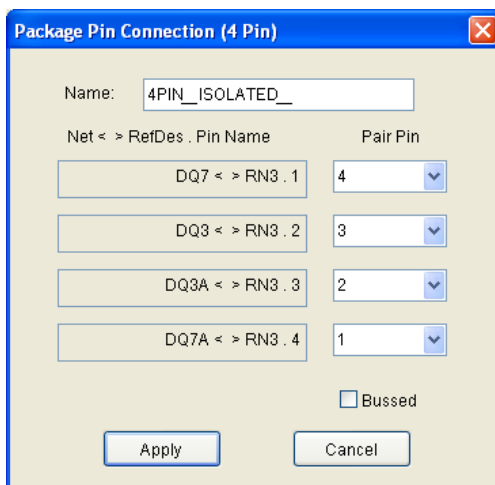 Package Pin Connection (4 Pin)
Name: 4PIN__ISOLATED__
Net < > RefDes . Pin Name Pair Pin
DQ7 < > RN3 . 1 4
DQ3 < > RN3 . 2 3
DQ3A < > RN3 . 3 2
DQ7A < > RN3 . 4 1
Bussed
Apply Cancel